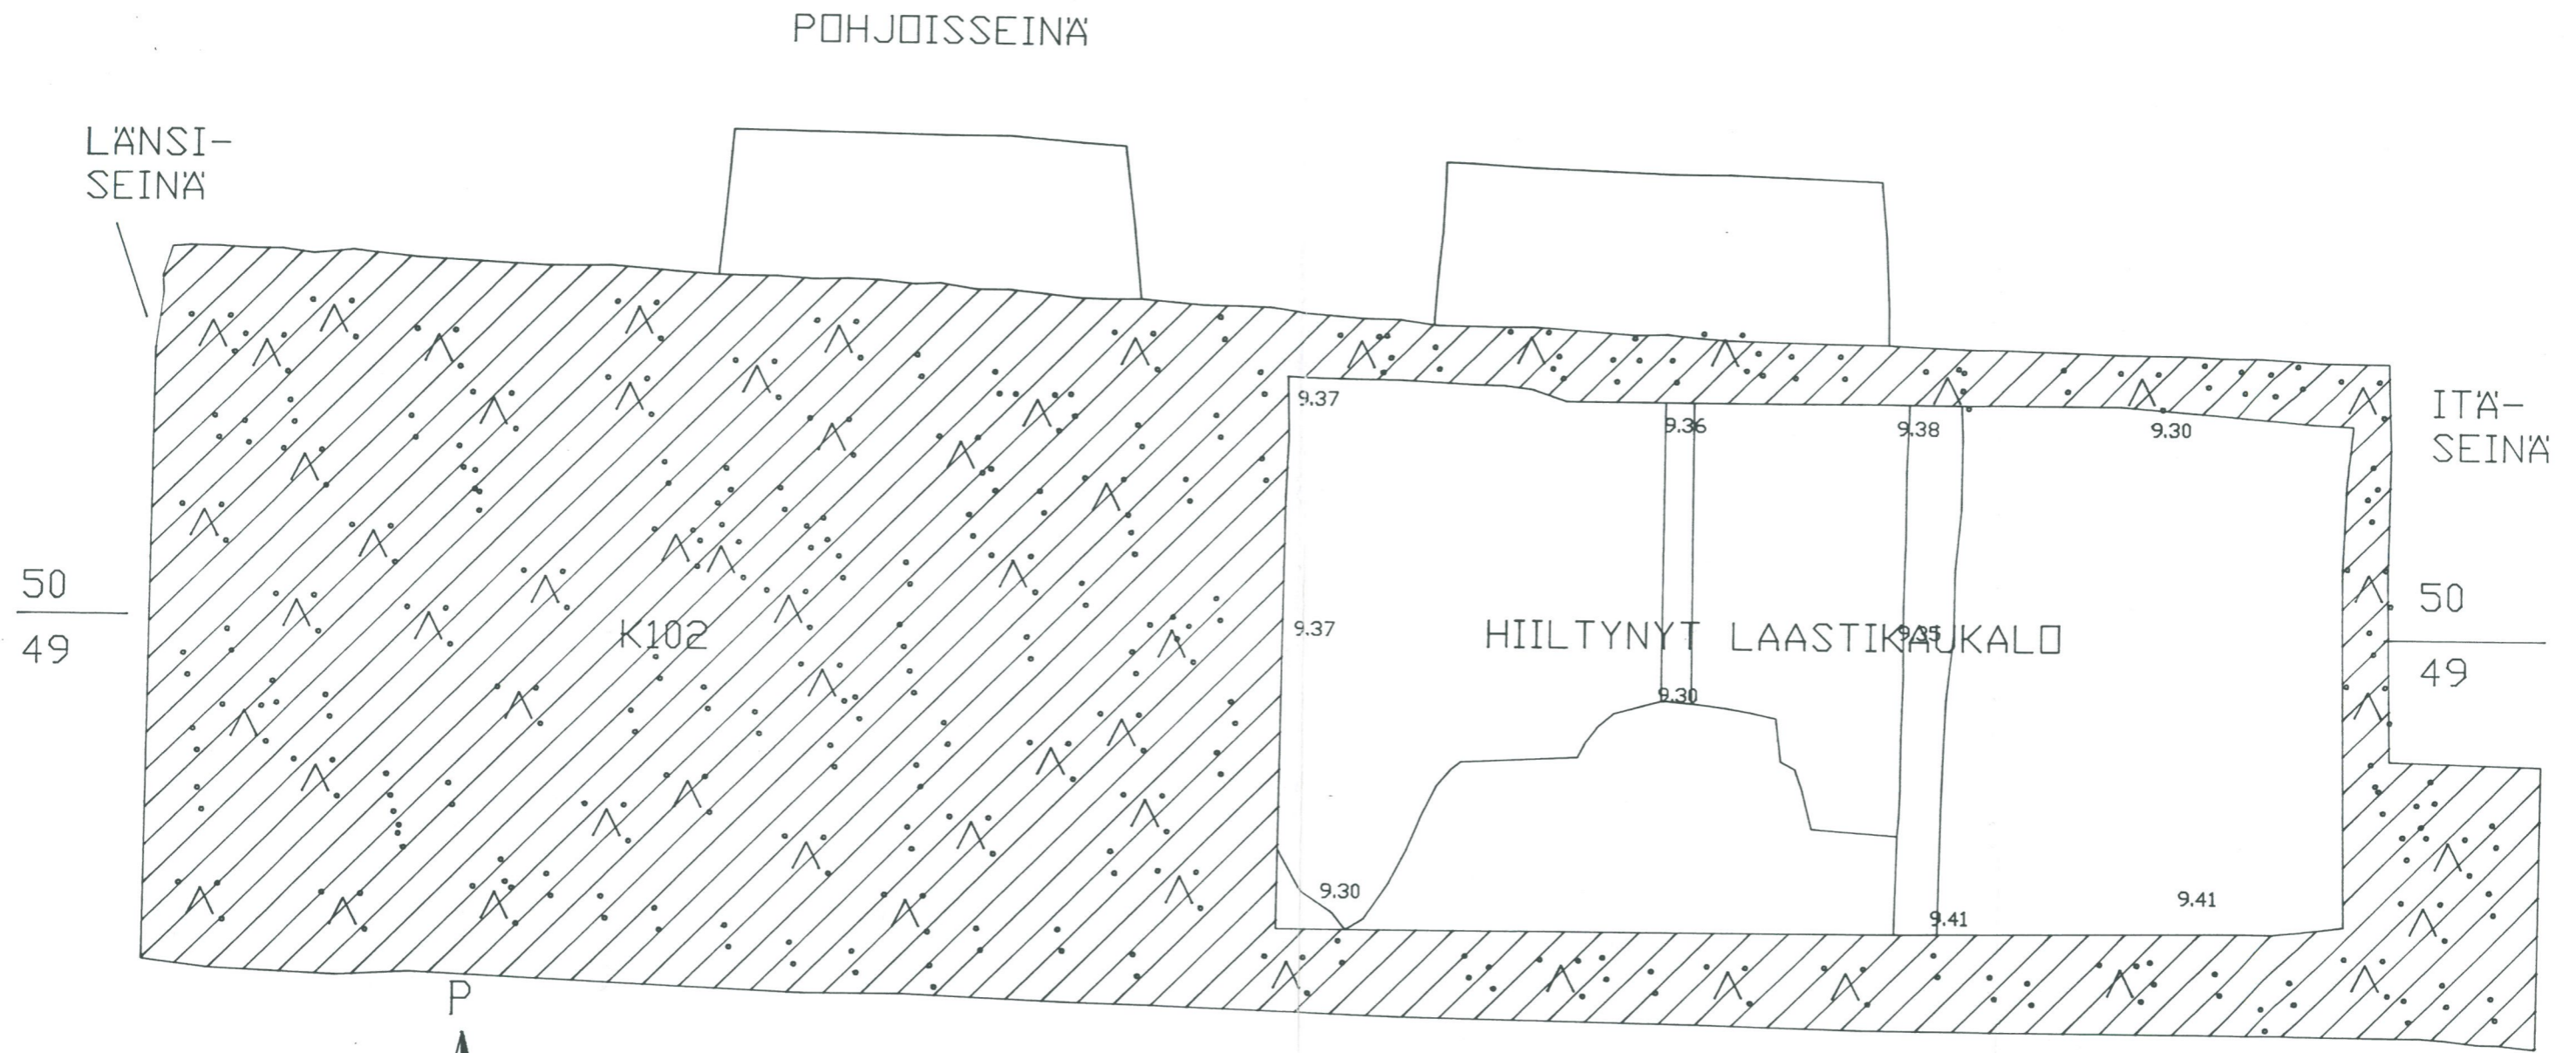 POHJOISSEINÄ
LÄNSI-
SEINÄ
ITÄ-
SEINÄ
9.37
9.36
9.38
9.30
50
49
K102
9.37
HIILTYNYT LAASTIKAUKALO
9.35
50
49
9.30
9.30
9.41
9.41
P